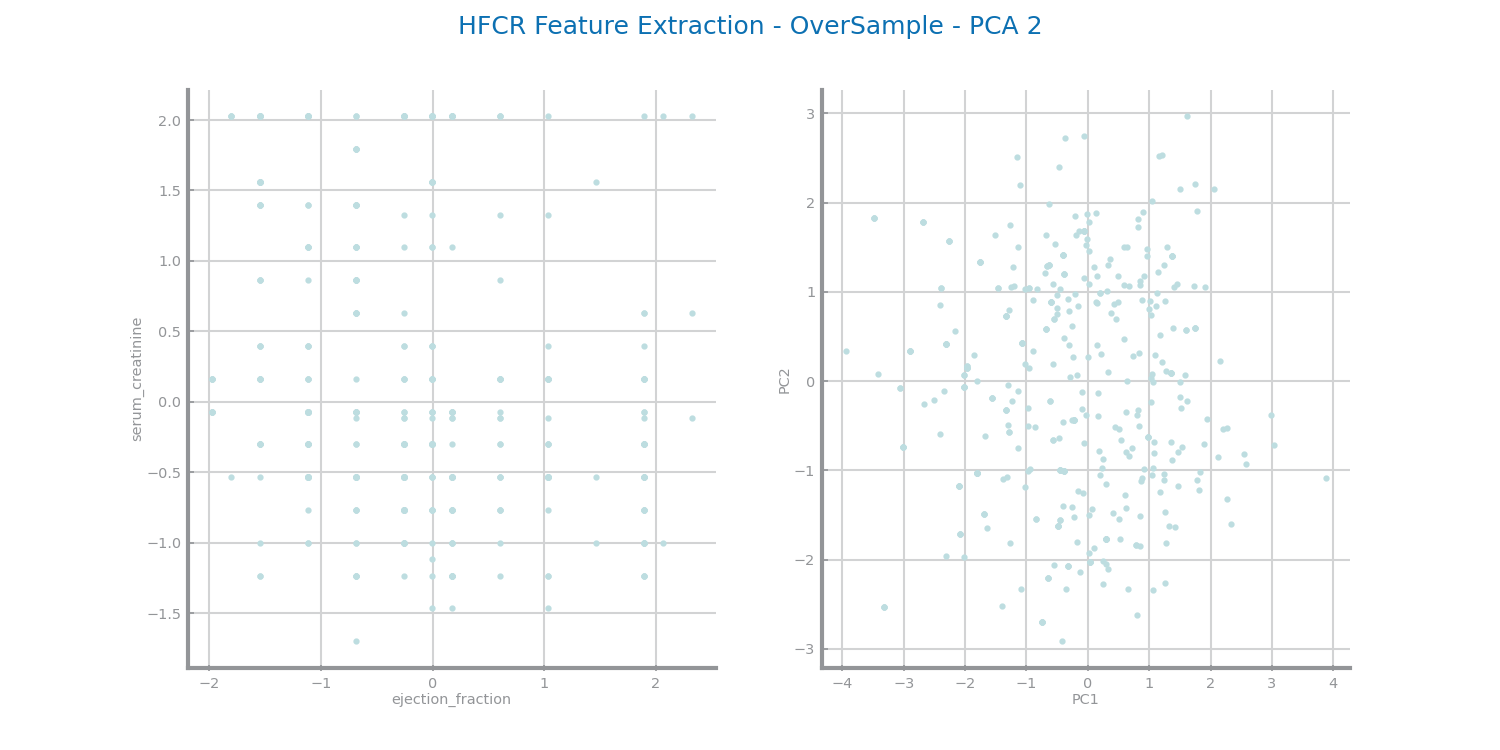 HFCR Feature Extraction - OverSample - PCA 2
2.0
1.5
1.0
0.5
0.0
−0.5
−1.0
−1.5
serum_creatinine
−2 −1 0 1 2
ejection_fraction
3
2
1
0
−1
−2
−3
PC2
−4 −3 −2 −1 0 1 2 3 4
PC1